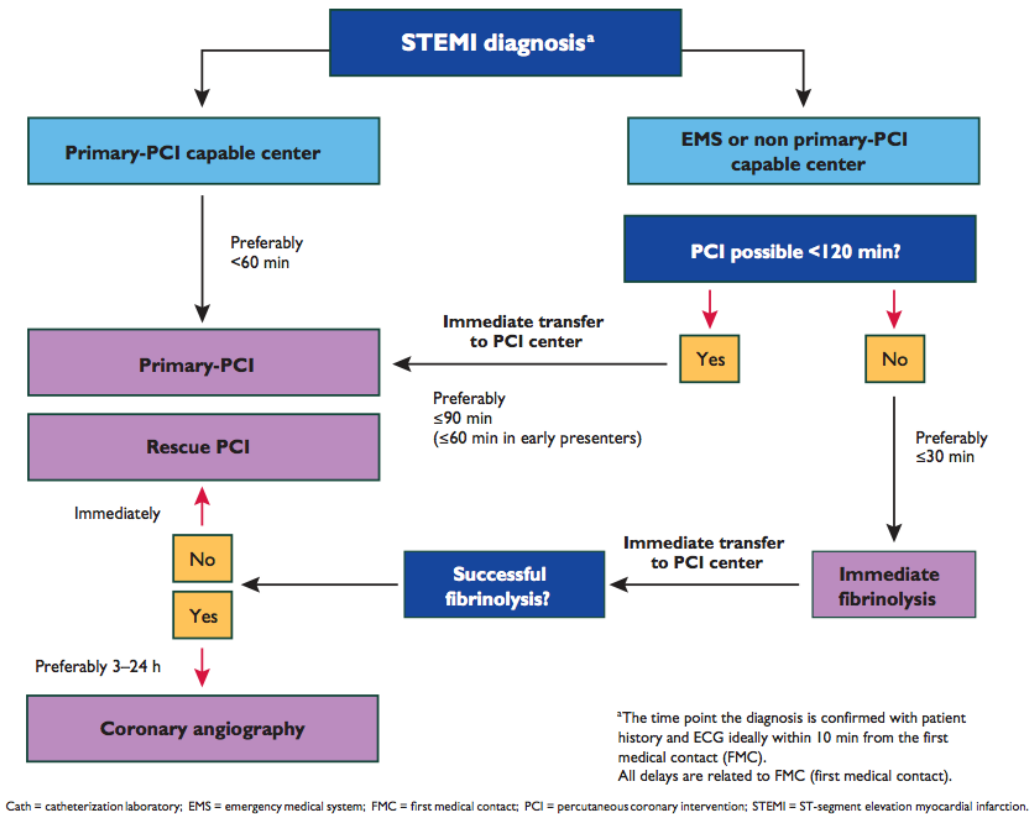 STEMI diagnosisᵃ
Primary-PCI capable center
EMS or non primary-PCI
capable center
Preferably
<60 min
PCI possible <120 min?
Immediate transfer
to PCI center
Primary-PCI
Yes
No
Preferably
≤90 min
(≤60 min in early presenters)
Preferably
≤30 min
Rescue PCI
Immediately
No
Yes
Successful
fibrinolysis?
Immediate transfer
to PCI center
Immediate
fibrinolysis
Preferably 3–24 h
Coronary angiography
ᵃThe time point the diagnosis is confirmed with patient
history and ECG ideally within 10 min from the first
medical contact (FMC).
All delays are related to FMC (first medical contact).
Cath = catheterization laboratory; EMS = emergency medical system; FMC = first medical contact; PCI = percutaneous coronary intervention; STEMI = ST-segment elevation myocardial infarction.